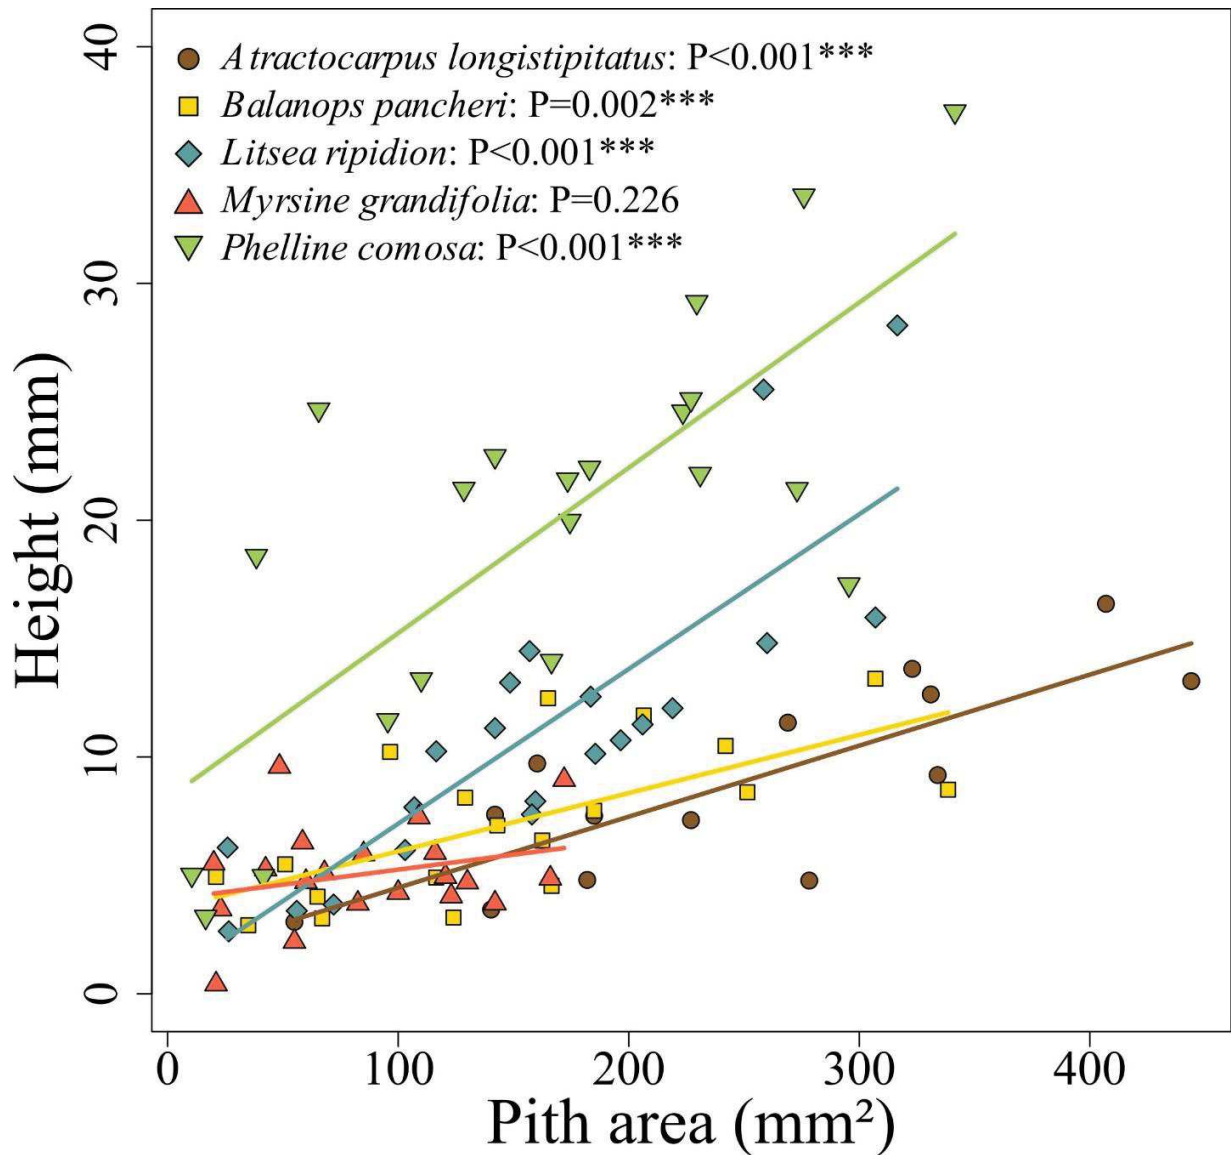 Atractocarpus longistipitatus: P<0.001***
Balanops pancheri: P=0.002***
Litsea ripidion: P<0.001***
Myrsine grandifolia: P=0.226
Phelline comosa: P<0.001***
Height (mm)
40
30
20
10
0
0 100 200 300 400
Pith area (mm²)